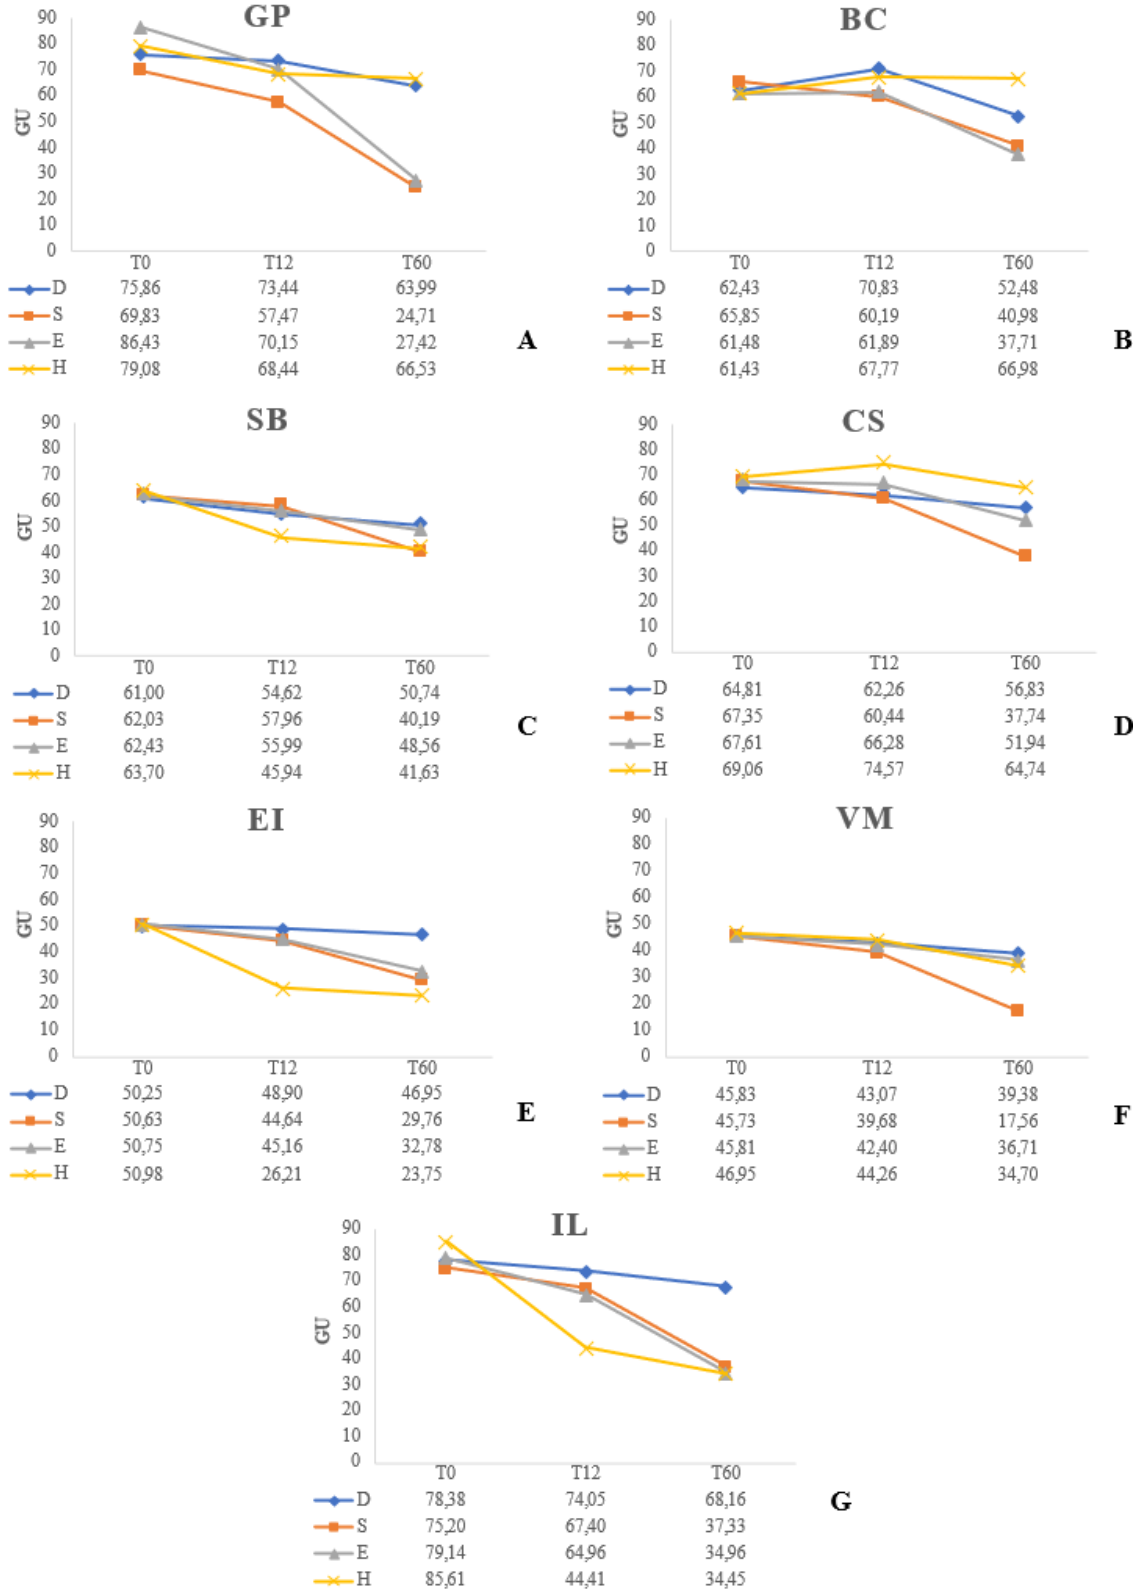 GP
90
80
70
60
50
40
30
20
10
0
GU
T0 T12 T60
D 75,86 73,44 63,99
S 69,83 57,47 24,71
E 86,43 70,15 27,42
H 79,08 68,44 66,53
A
BC
90
80
70
60
50
40
30
20
10
0
GU
T0 T12 T60
D 62,43 70,83 52,48
S 65,85 60,19 40,98
E 61,48 61,89 37,71
H 61,43 67,77 66,98
B
SB
90
80
70
60
50
40
30
20
10
0
GU
T0 T12 T60
D 61,00 54,62 50,74
S 62,03 57,96 40,19
E 62,43 55,99 48,56
H 63,70 45,94 41,63
C
CS
90
80
70
60
50
40
30
20
10
0
GU
T0 T12 T60
D 64,81 62,26 56,83
S 67,35 60,44 37,74
E 67,61 66,28 51,94
H 69,06 74,57 64,74
D
EI
90
80
70
60
50
40
30
20
10
0
GU
T0 T12 T60
D 50,25 48,90 46,95
S 50,63 44,64 29,76
E 50,75 45,16 32,78
H 50,98 26,21 23,75
E
VM
90
80
70
60
50
40
30
20
10
0
GU
T0 T12 T60
D 45,83 43,07 39,38
S 45,73 39,68 17,56
E 45,81 42,40 36,71
H 46,95 44,26 34,70
F
IL
90
80
70
60
50
40
30
20
10
0
GU
T0 T12 T60
D 78,38 74,05 68,16
S 75,20 67,40 37,33
E 79,14 64,96 34,96
H 85,61 44,41 34,45
G